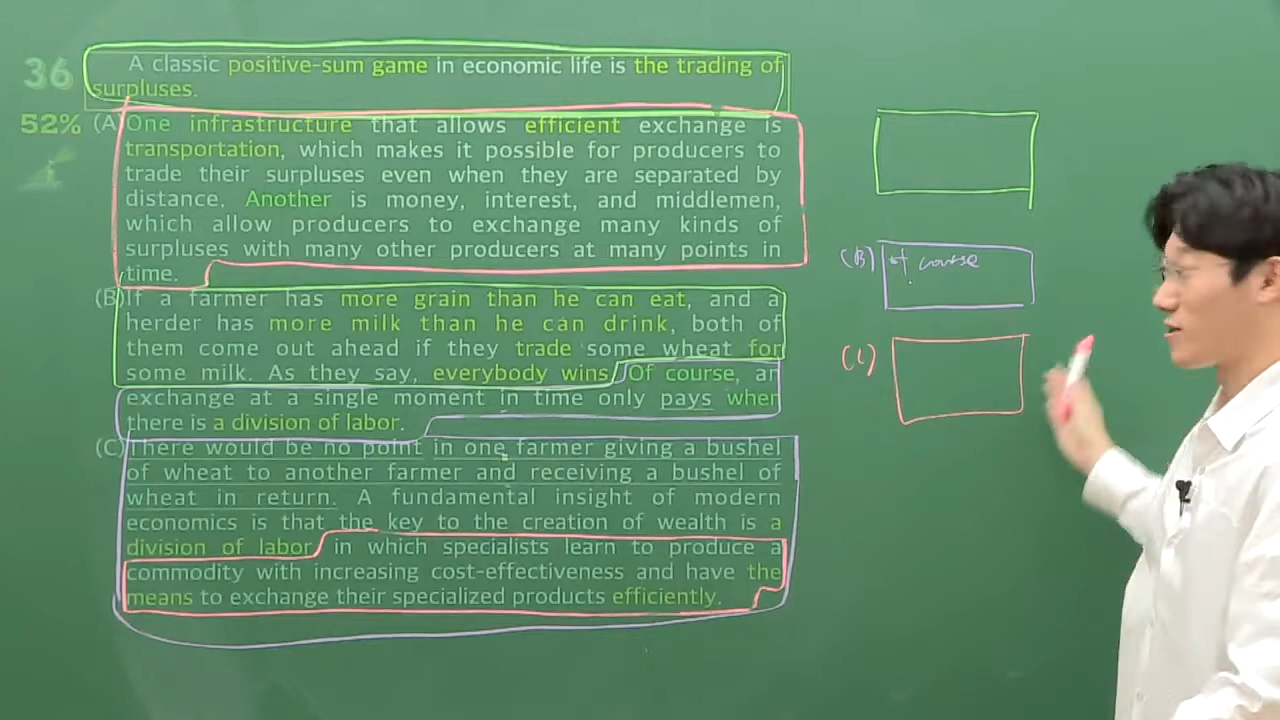 36
A classic positive-sum game in economic life is the trading of
surpluses.
52%
(A) One infrastructure that allows efficient exchange is
transportation, which makes it possible for producers to
trade their surpluses even when they are separated by
distance. Another is money, interest, and middlemen,
which allow producers to exchange many kinds of
surpluses with many other producers at many points in
time.
(B) If a farmer has more grain than he can eat, and a
herder has more milk than he can drink, both of
them come out ahead if they trade some wheat for
some milk. As they say, everybody wins. Of course, an
exchange at a single moment in time only pays when
there is a division of labor.
(C) There would be no point in one farmer giving a bushel
of wheat to another farmer and receiving a bushel of
wheat in return. A fundamental insight of modern
economics is that the key to the creation of wealth is a
division of labor, in which specialists learn to produce a
commodity with increasing cost-effectiveness and have the
means to exchange their specialized products efficiently.
(B) of course
(C)